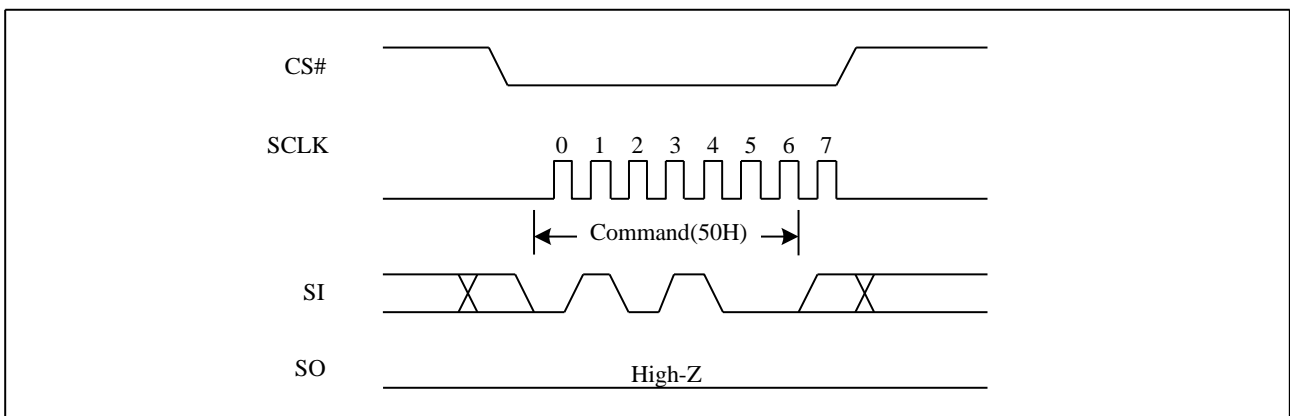 CS#
SCLK
0 1 2 3 4 5 6 7
Command(50H)
SI
SO
High-Z